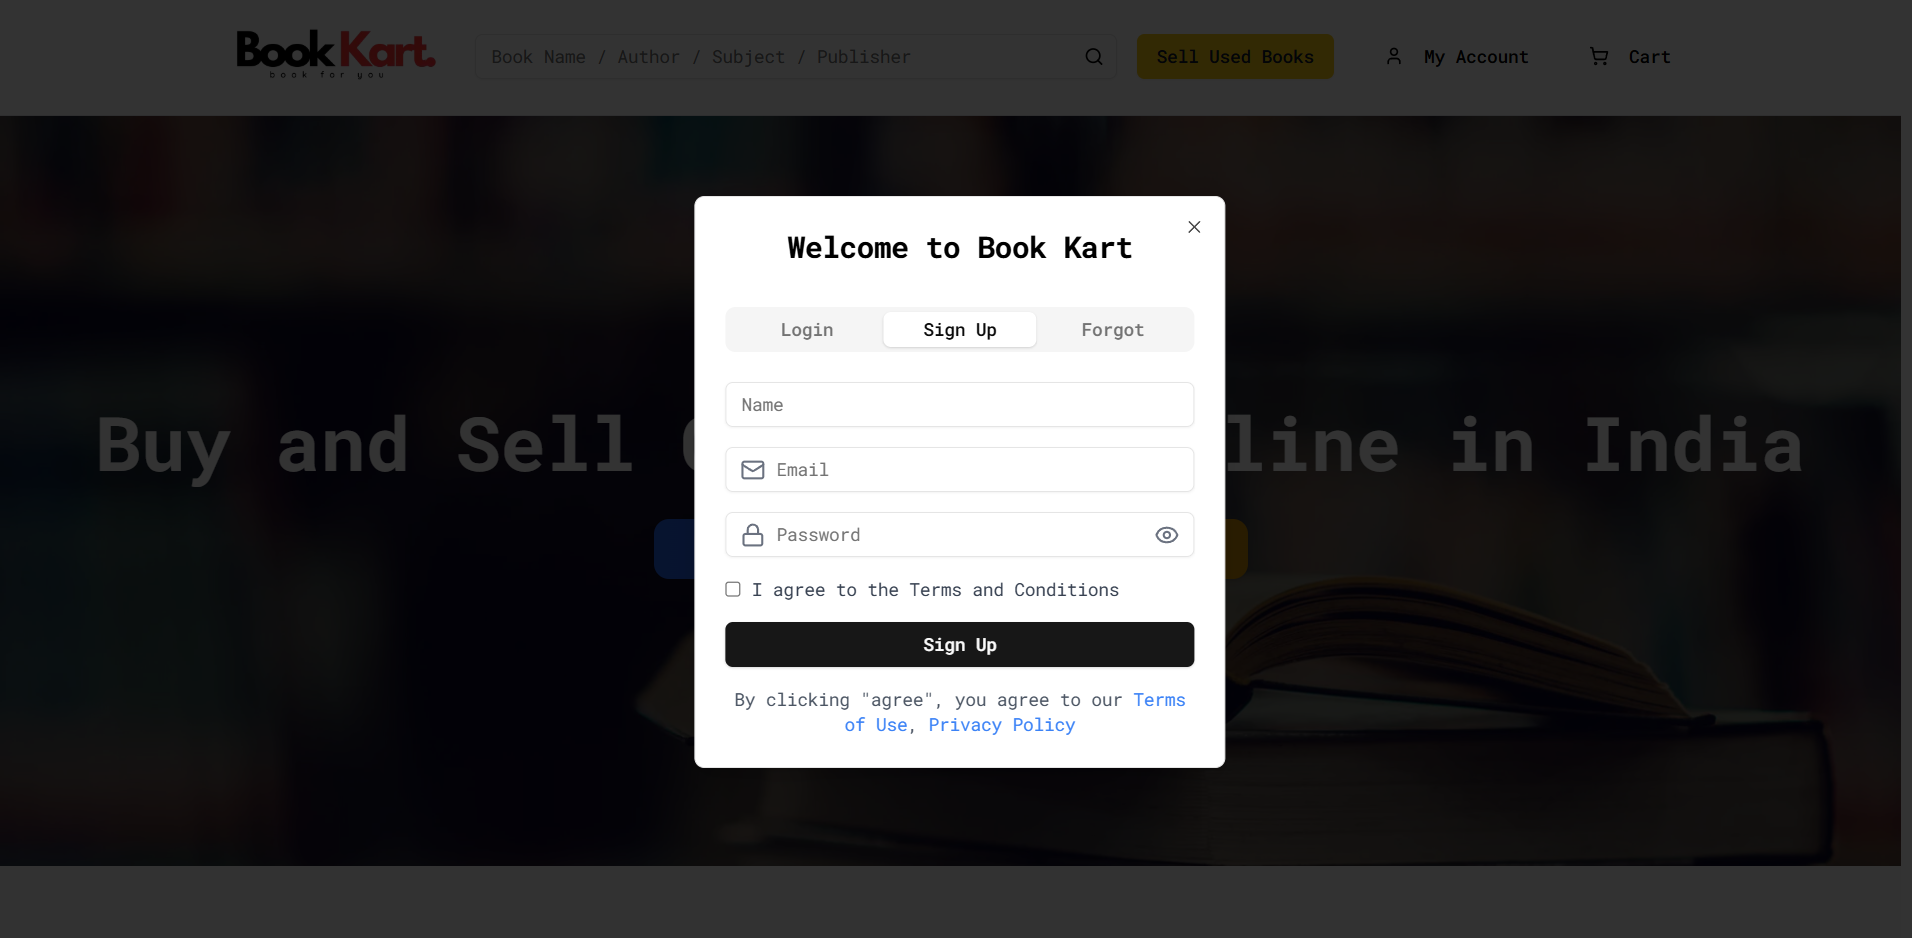 Book Kart.
book for you
Book Name / Author / Subject / Publisher
Sell Used Books
My Account
Cart
Buy and Sell
line in India
Welcome to Book Kart
Login
Sign Up
Forgot
Name
Email
Password
I agree to the Terms and Conditions
Sign Up
By clicking "agree", you agree to our Terms
of Use, Privacy Policy